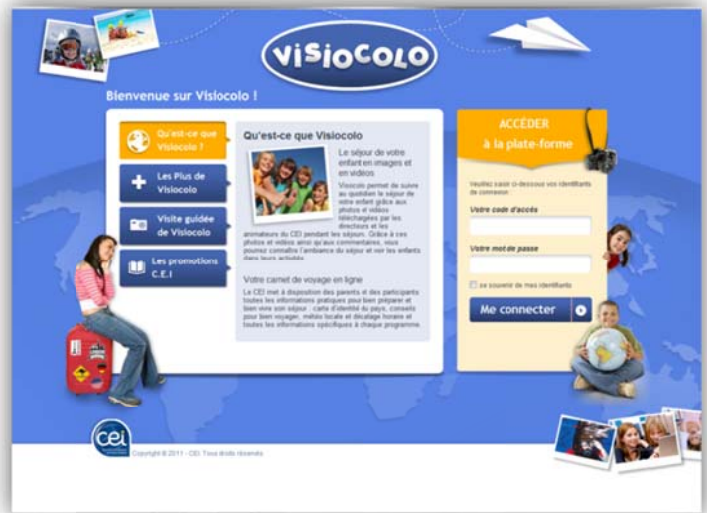 VISIOCOLO
Bienvenue sur Visiocolo !
Qu'est-ce que
Visiocolo ?
Les Plus de
Visiocolo
Visite guidée
de Visiocolo
Les promotions
C.E.I
Qu'est-ce que Visiocolo
Le séjour de votre
enfant en images et
en vidéos
Visiocolo permet de suivre
au quotidien le séjour de
votre enfant grâce aux
photos et vidéos
téléchargées par les
directeurs et les
animateurs du CEI pendant les séjours. Grâce à ces
photos et vidéos ainsi qu'aux commentaires, vous
pourrez connaître l'ambiance du séjour et voir les enfants
dans leurs activités.
Votre carnet de voyage en ligne
Le CEI met à disposition des parents et des participants
toutes les informations pratiques pour bien préparer et
bien vivre son séjour : carte d'identité du pays, conseils
pour bien voyager, météo locale et décalage horaire et
toutes les informations spécifiques à chaque programme.
ACCÉDER
à la plate-forme
Veuillez saisir ci-dessous vos identifiants
de connexion
Votre code d'accès
Votre mot de passe
se souvenir de mes identifiants
Me connecter
cei
Copyright © 2011 - CEI. Tous droits réservés